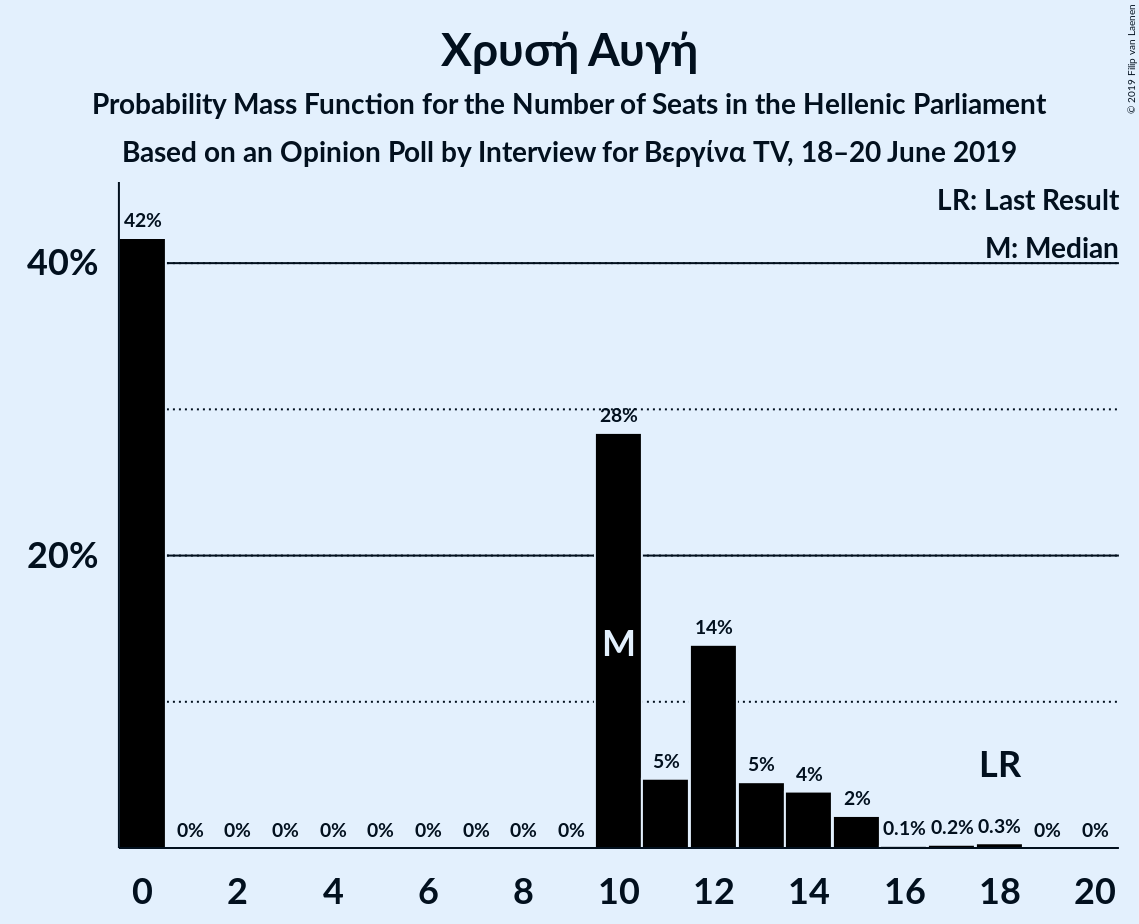 Χρυσή Αυγή
Probability Mass Function for the Number of Seats in the Hellenic Parliament
Based on an Opinion Poll by Interview for Βεργίνα TV, 18–20 June 2019
© 2019 Filip van Laenen
LR: Last Result
M: Median
42%
40%
28%
20%
M
14%
LR
5%
5%
4%
2%
0% 0% 0% 0% 0% 0% 0% 0% 0% 0.1% 0.2% 0.3% 0% 0%
0 2 4 6 8 10 12 14 16 18 20